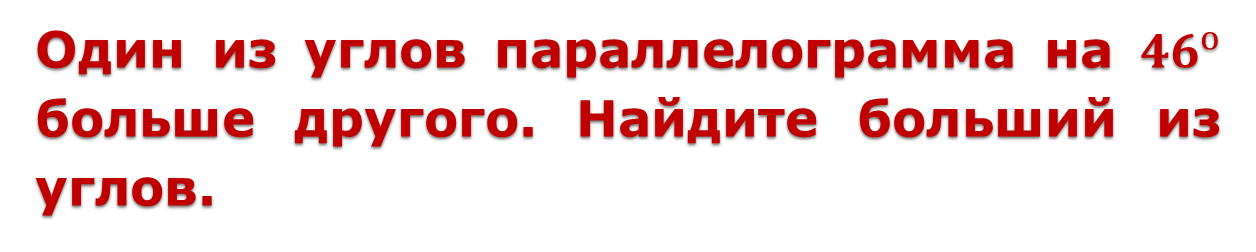 Один из углов параллелограмма на 46⁰
больше другого. Найдите больший из
углов.